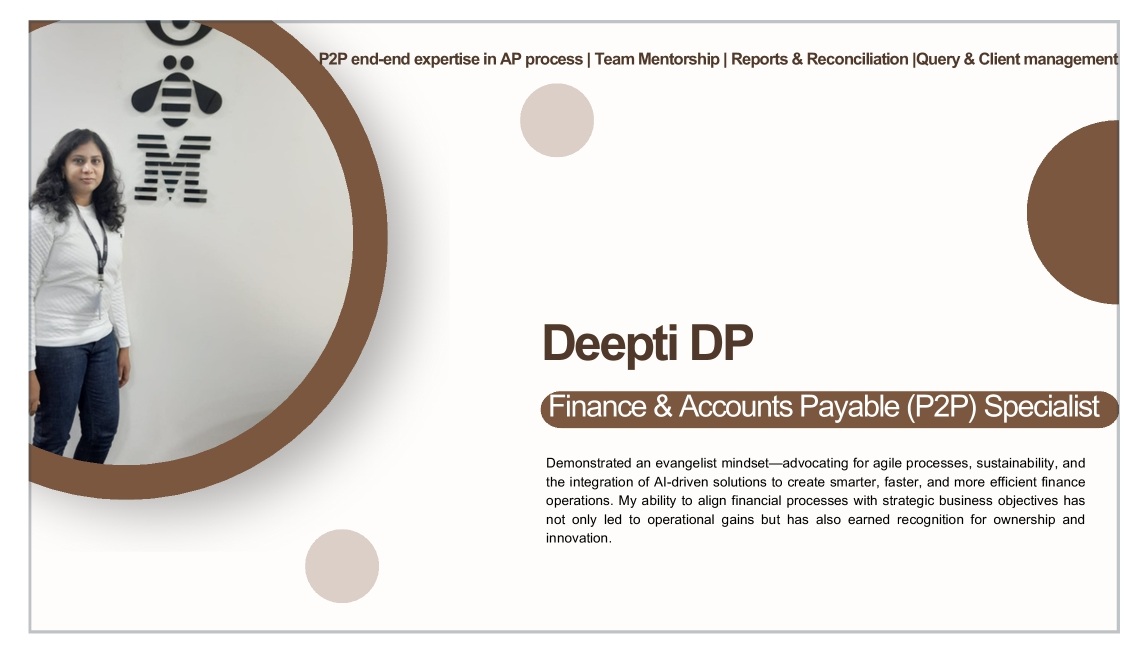 P2P end-end expertise in AP process | Team Mentorship | Reports & Reconciliation |Query & Client management
M
Deepti DP
Finance & Accounts Payable (P2P) Specialist
Demonstrated an evangelist mindset—advocating for agile processes, sustainability, and
the integration of AI-driven solutions to create smarter, faster, and more efficient finance
operations. My ability to align financial processes with strategic business objectives has
not only led to operational gains but has also earned recognition for ownership and
innovation.